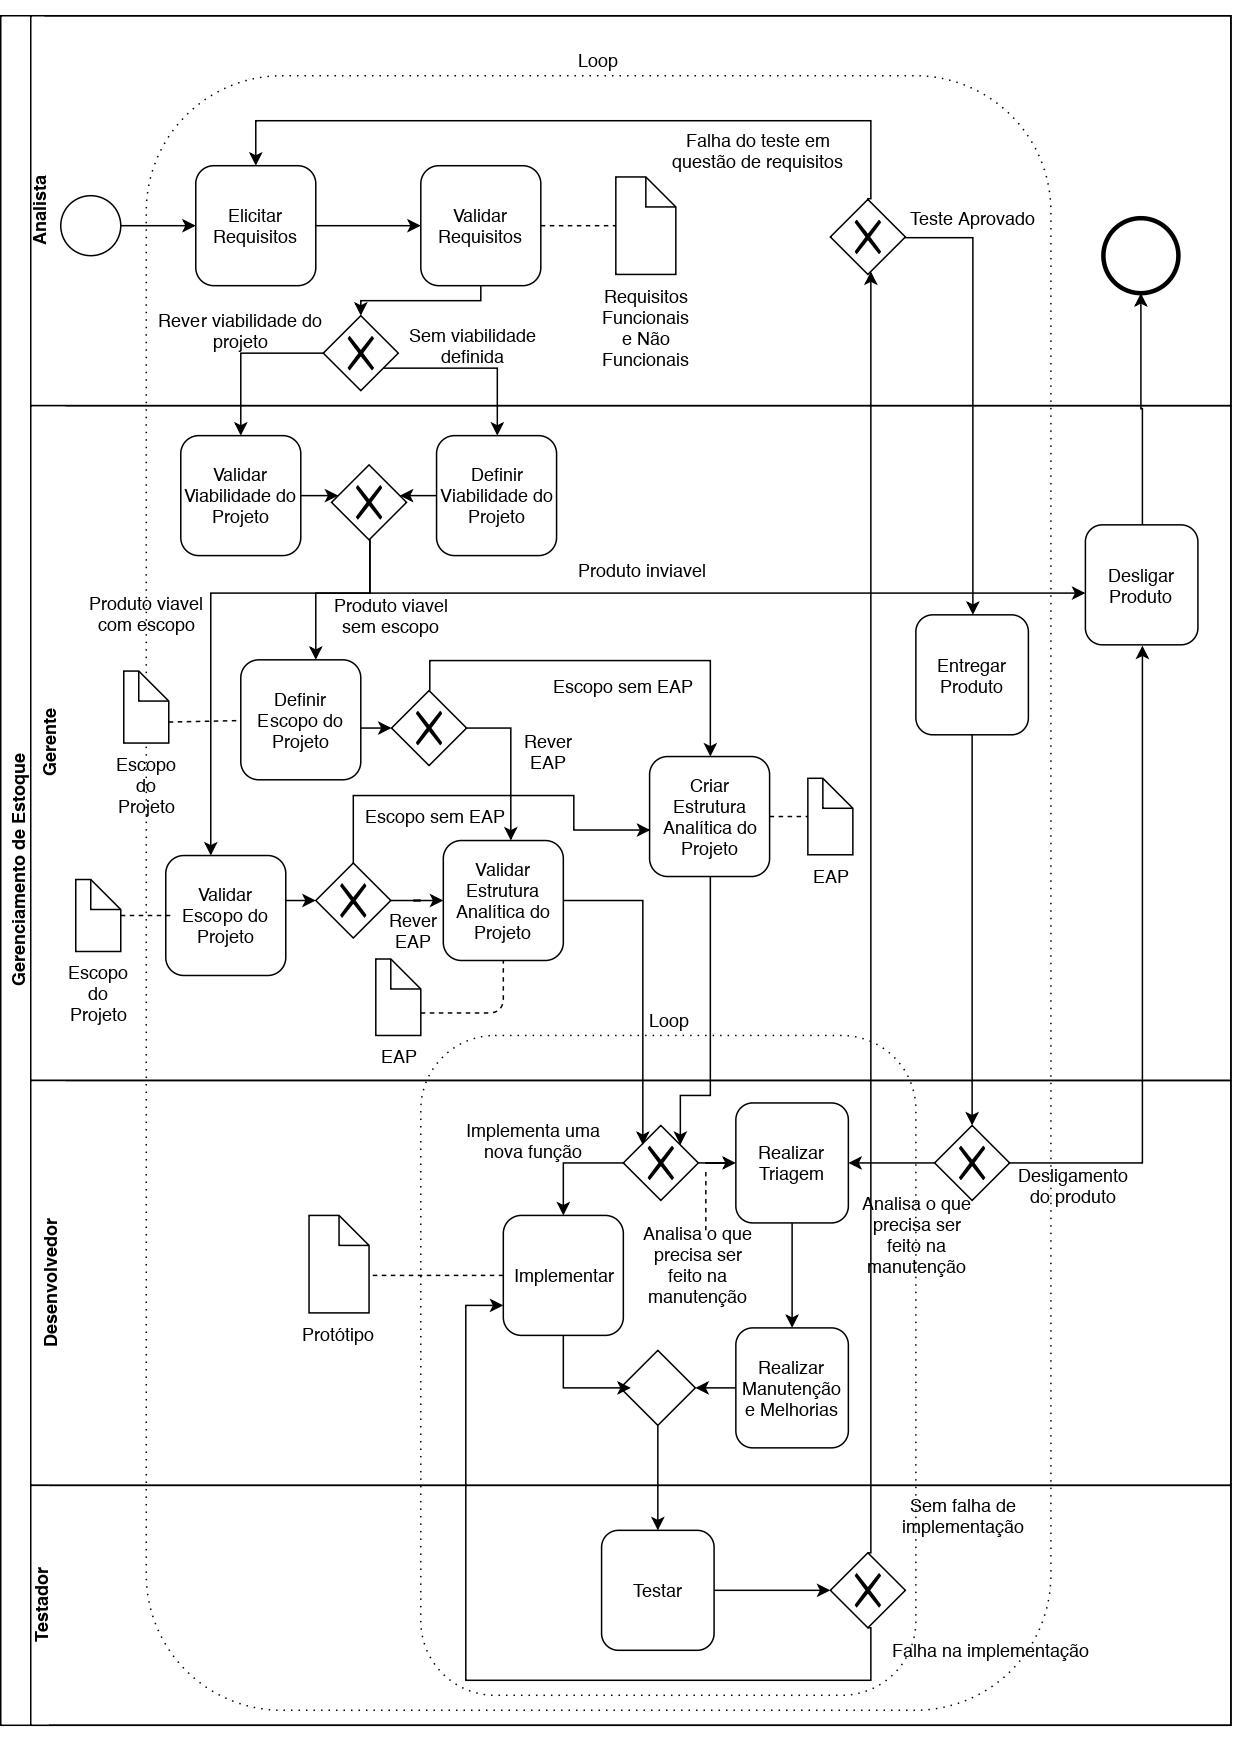 Gerenciamento de Estoque
Analista
Loop
Falha do teste em
questão de requisitos
Elicitar
Requisitos
Validar
Requisitos
Teste Aprovado
Requisitos
Funcionais
e Não
Funcionais
Rever viabilidade do
projeto
Sem viabilidade
definida
Gerente
Validar
Viabilidade do
Projeto
Definir
Viabilidade do
Projeto
Produto inviavel
Desligar
Produto
Produto viavel
com escopo
Produto viavel
sem escopo
Entregar
Produto
Definir
Escopo do
Projeto
Escopo sem EAP
Rever
EAP
Escopo
do
Projeto
Criar
Estrutura
Analítica do
Projeto
EAP
Escopo sem EAP
Validar
Escopo do
Projeto
Rever
EAP
Validar
Estrutura
Analítica do
Projeto
Escopo
do
Projeto
EAP
Loop
Desenvolvedor
Implementa uma
nova função
Realizar
Triagem
Desligamento
do produto
Analisa o que
precisa ser
feito na
manutenção
Analisa o que
precisa ser
feito na
manutenção
Implementar
Protótipo
Realizar
Manutenção
e Melhorias
Testador
Sem falha de
implementação
Testar
Falha na implementação